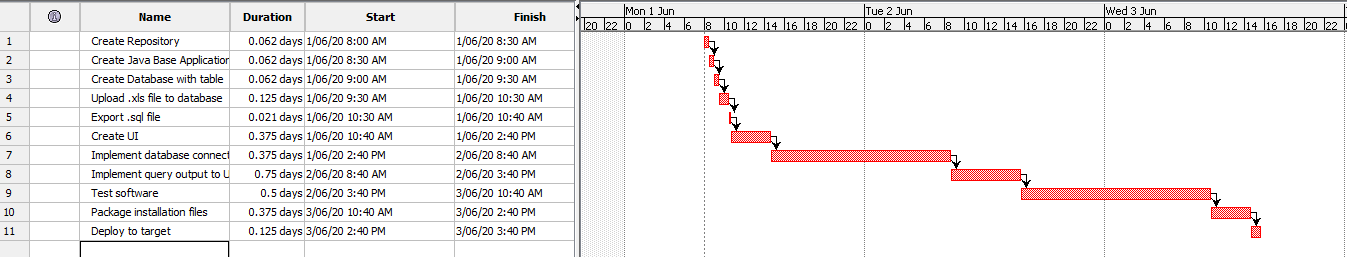 Name Duration Start Finish
1 Create Repository 0.062 days 1/06/20 8:00 AM 1/06/20 8:30 AM
2 Create Java Base Application 0.062 days 1/06/20 8:30 AM 1/06/20 9:00 AM
3 Create Database with table 0.062 days 1/06/20 9:00 AM 1/06/20 9:30 AM
4 Upload .xls file to database 0.125 days 1/06/20 9:30 AM 1/06/20 10:30 AM
5 Export .sql file 0.021 days 1/06/20 10:30 AM 1/06/20 10:40 AM
6 Create UI 0.375 days 1/06/20 10:40 AM 1/06/20 2:40 PM
7 Implement database connect 0.375 days 1/06/20 2:40 PM 2/06/20 8:40 AM
8 Implement query output to U 0.75 days 2/06/20 8:40 AM 2/06/20 3:40 PM
9 Test software 0.5 days 2/06/20 3:40 PM 3/06/20 10:40 AM
10 Package installation files 0.375 days 3/06/20 10:40 AM 3/06/20 2:40 PM
11 Deploy to target 0.125 days 3/06/20 2:40 PM 3/06/20 3:40 PM
Mon 1 Jun Tue 2 Jun Wed 3 Jun
20 22 0 2 4 6 8 10 12 14 16 18 20 22 0 2 4 6 8 10 12 14 16 18 20 22 0 2 4 6 8 10 12 14 16 18 20 22